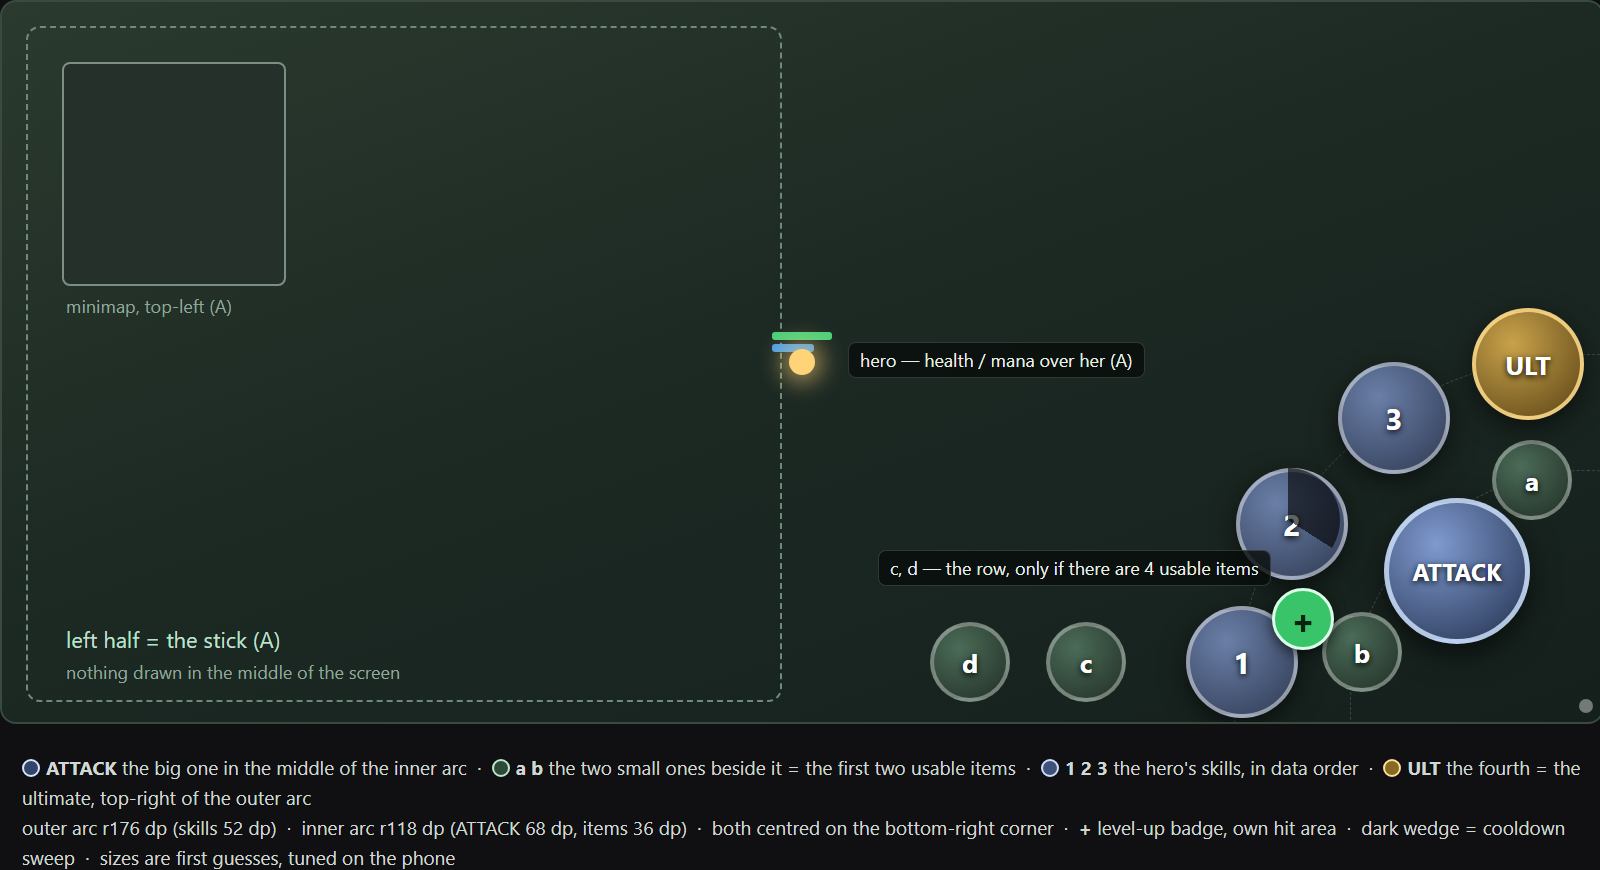 minimap, top-left (A)
hero — health / mana over her (A)
ULT
3
a
2
ATTACK
c, d — the row, only if there are 4 usable items
+
left half = the stick (A)
nothing drawn in the middle of the screen
d
c
1
b
ATTACK the big one in the middle of the inner arc · a b the two small ones beside it = the first two usable items · 1 2 3 the hero's skills, in data order · ULT the fourth = the
ultimate, top-right of the outer arc
outer arc r176 dp (skills 52 dp) · inner arc r118 dp (ATTACK 68 dp, items 36 dp) · both centred on the bottom-right corner · + level-up badge, own hit area · dark wedge = cooldown
sweep · sizes are first guesses, tuned on the phone